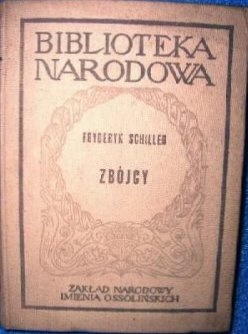 BIBLIOTEKA
NARODOWA
FRYDERYK SCHILLER
ZBÓJCY
ZAKŁAD NARODOWY
IMIENIA OSSOLIŃSKICH